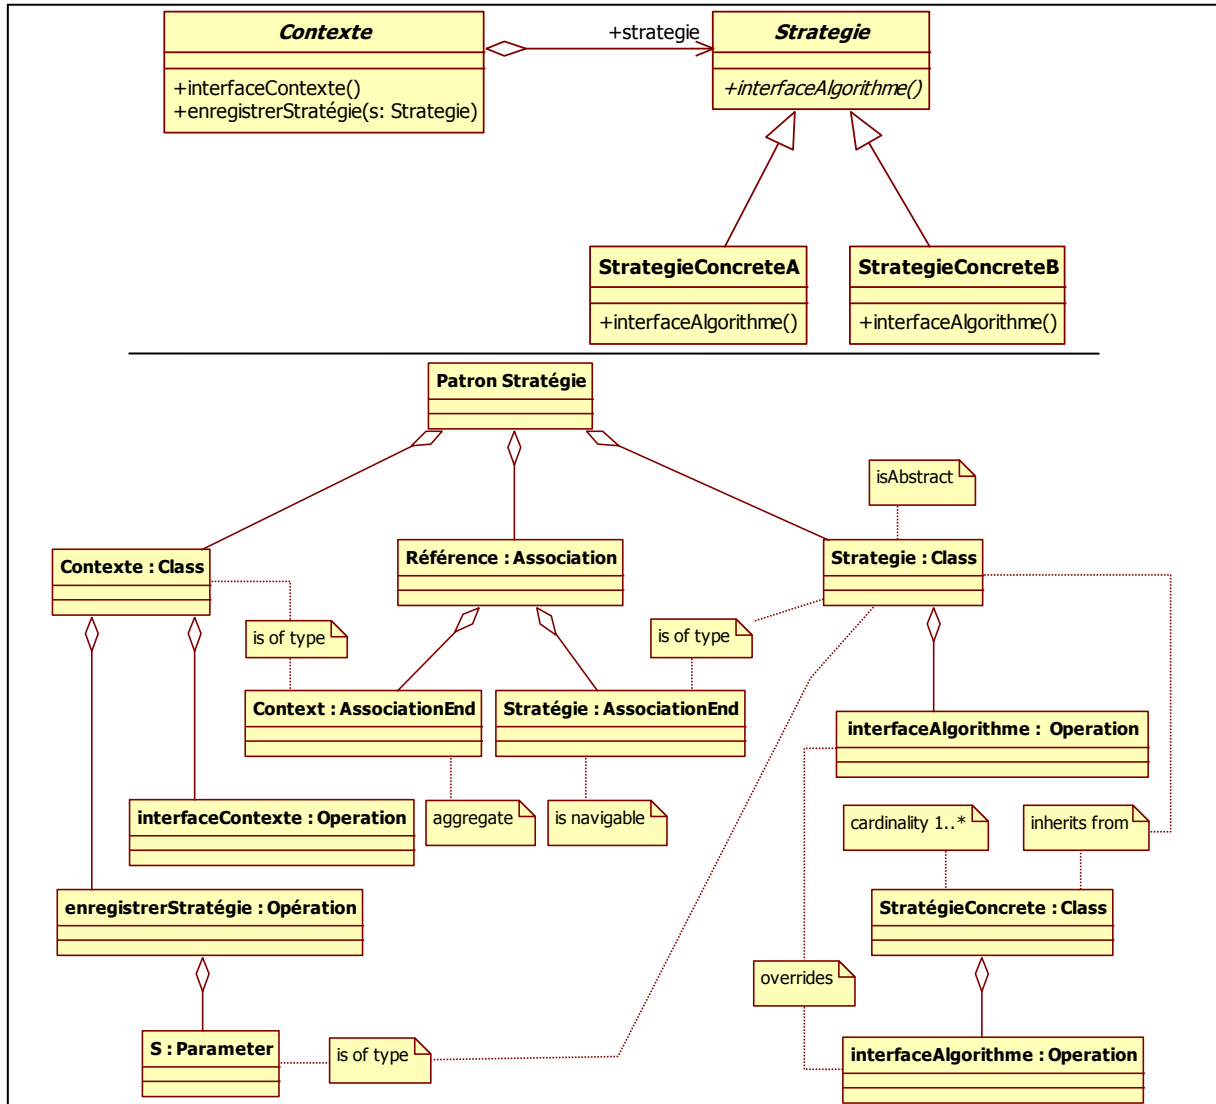 Contexte
+strategie
Strategie
+interfaceContexte()
+enregistrerStratégie(s: Strategie)
+interfaceAlgorithme()
StrategieConcreteA
StrategieConcreteB
+interfaceAlgorithme()
+interfaceAlgorithme()
Patron Stratégie
isAbstract
Contexte : Class
Référence : Association
Strategie : Class
is of type
is of type
Context : AssociationEnd
Stratégie : AssociationEnd
interfaceAlgorithme : Operation
interfaceContexte : Operation
aggregate
is navigable
cardinality 1..*
inherits from
enregistrerStratégie : Opération
StratégieConcrete : Class
overrides
S : Parameter
is of type
interfaceAlgorithme : Operation